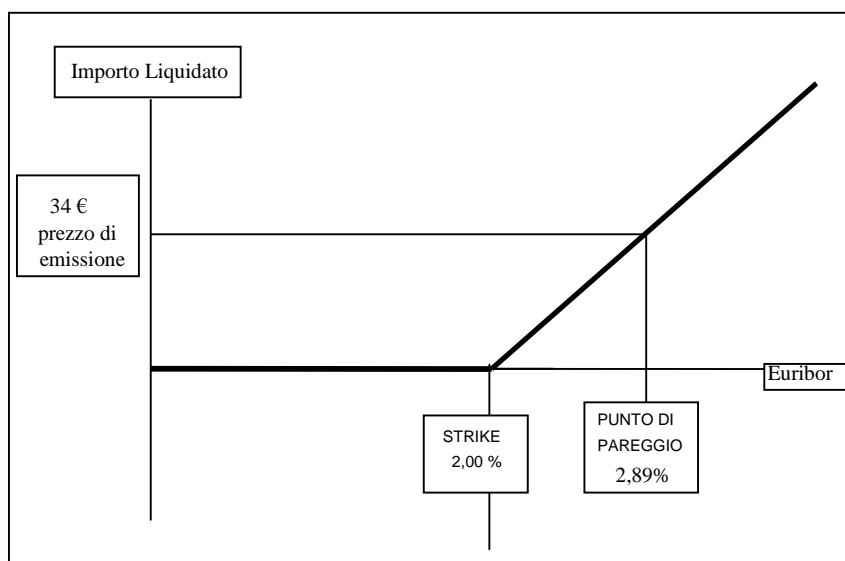 Importo Liquidato
34 €
prezzo di
emissione
Euribor
STRIKE
2,00 %
PUNTO DI
PAREGGIO
2,89%